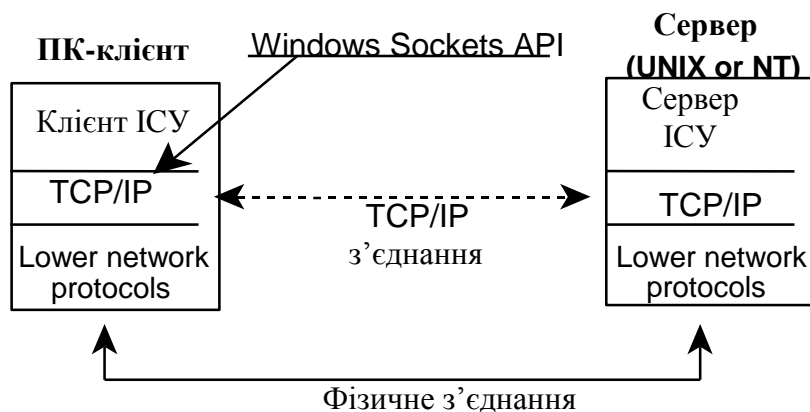 ПК-клієнт
Windows Sockets API
Сервер
(UNIX or NT)
Клієнт ІСУ
Сервер
ІСУ
TCP/IP
TCP/IP
з’єднання
TCP/IP
Lower network
protocols
Lower network
protocols
Фізичне з’єднання